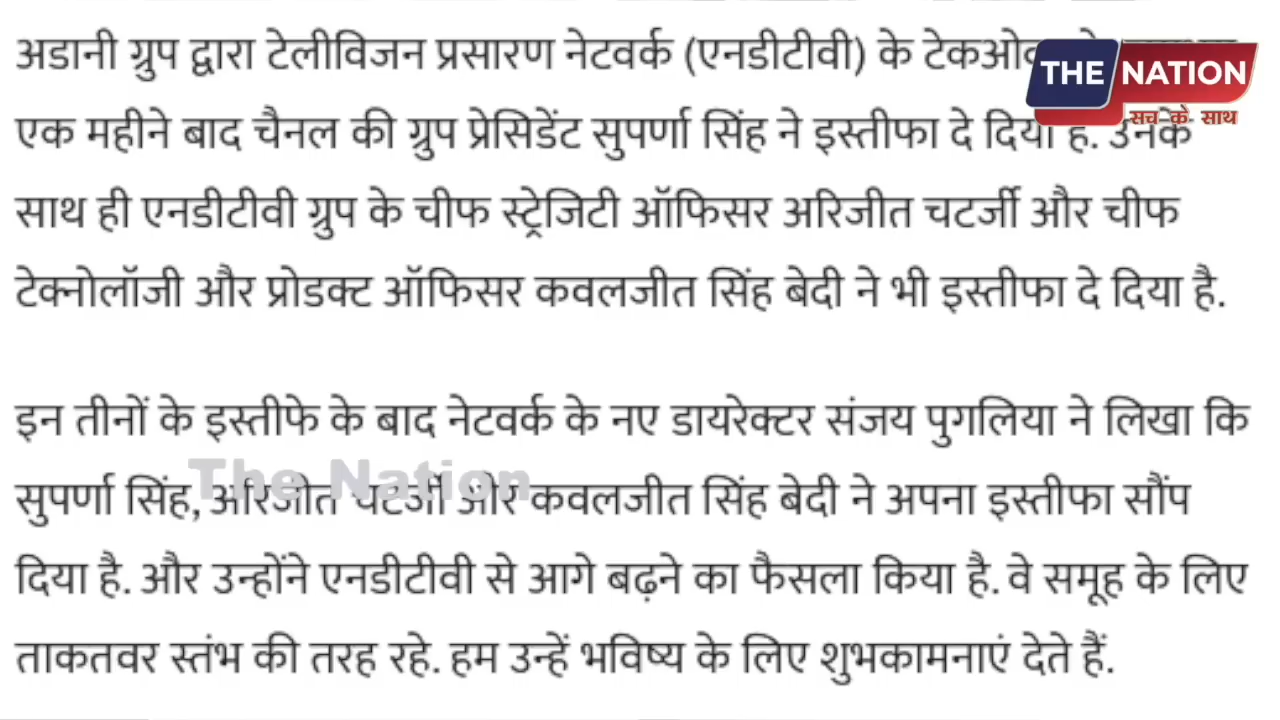 अडानी ग्रुप द्वारा टेलीविजन प्रसारण नेटवर्क (एनडीटीवी) के
THE NATION
सच के साथ
एक महीने बाद चैनल की ग्रुप प्रेसिडेंट सुपर्णा सिंह ने इस्तीफा दे दिया है. उनके
साथ ही एनडीटीवी ग्रुप के चीफ स्ट्रेजिटी ऑफिसर अरिजीत चटर्जी और चीफ
टेक्नोलॉजी और प्रोडक्ट ऑफिसर कवलजीत सिंह बेदी ने भी इस्तीफा दे दिया है.
इन तीनों के इस्तीफे के बाद नेटवर्क के नए डायरेक्टर संजय पुगलिया ने लिखा कि
The Nation
सुपर्णा सिंह, अरिजीत चटर्जी और कवलजीत सिंह बेदी ने अपना इस्तीफा सौंप
दिया है. और उन्होंने एनडीटीवी से आगे बढ़ने का फैसला किया है. वे समूह के लिए
ताकतवर स्तंभ की तरह रहे. हम उन्हें भविष्य के लिए शुभकामनाएं देते हैं.